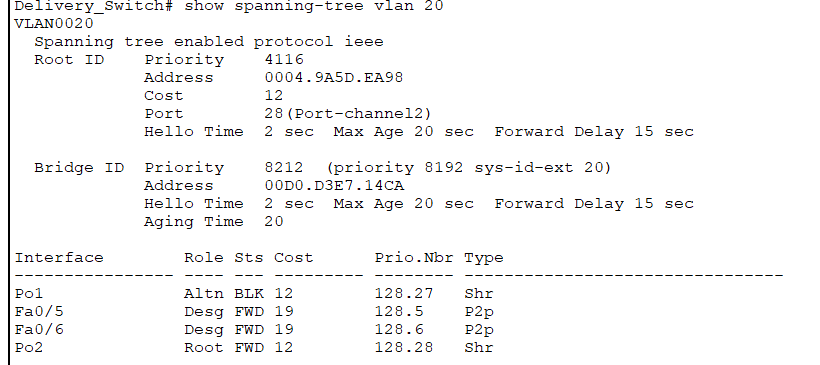 Delivery_Switch# show spanning-tree vlan 20
VLAN0020
  Spanning tree enabled protocol ieee
  Root ID    Priority    4116
             Address     0004.9A5D.EA98
             Cost        12
             Port        28(Port-channel2)
             Hello Time  2 sec  Max Age 20 sec  Forward Delay 15 sec

  Bridge ID  Priority    8212  (priority 8192 sys-id-ext 20)
             Address     00D0.D3E7.14CA
             Hello Time  2 sec  Max Age 20 sec  Forward Delay 15 sec
             Aging Time  20

Interface        Role Sts Cost      Prio.Nbr Type
---------------- ---- --- --------- -------- --------------------------------
Po1              Altn BLK 12        128.27   Shr
Fa0/5            Desg FWD 19        128.5    P2p
Fa0/6            Desg FWD 19        128.6    P2p
Po2              Root FWD 12        128.28   Shr